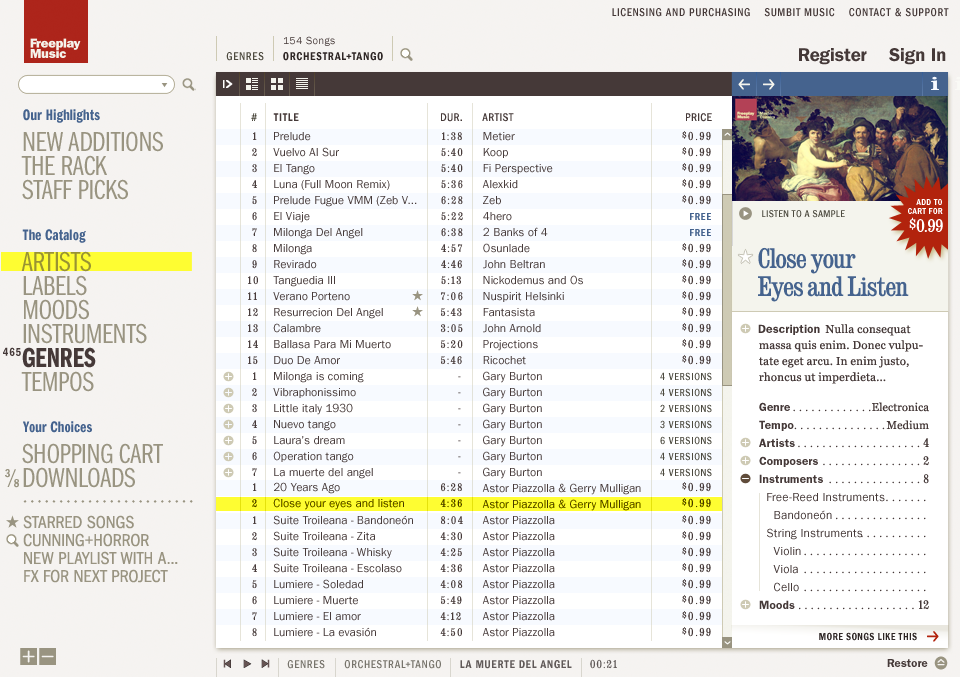 LICENSING AND PURCHASING SUMBIT MUSIC CONTACT & SUPPORT
Freeplay
Music
154 Songs
GENRES ORCHESTRAL+TANGO
Register Sign In
Our Highlights
NEW ADDITIONS
THE RACK
STAFF PICKS
The Catalog
ARTISTS
LABELS
MOODS
INSTRUMENTS
465 GENRES
TEMPOS
Your Choices
SHOPPING CART
3/8 DOWNLOADS
STARRED SONGS
CUNNING+HORROR
NEW PLAYLIST WITH A...
FX FOR NEXT PROJECT
# TITLE DUR. ARTIST PRICE
1 Prelude 1:38 Metier $0.99
2 Vuelvo Al Sur 5:40 Koop $0.99
3 El Tango 5:40 Fi Perspective $0.99
4 Luna (Full Moon Remix) 5:36 Alexkid $0.99
5 Prelude Fugue VMM (Zeb V... 6:28 Zeb $0.99
6 El Viaje 5:22 4hero FREE
7 Milonga Del Angel 6:38 2 Banks of 4 FREE
8 Milonga 4:57 Osunlade $0.99
9 Revirado 4:46 John Beltran $0.99
10 Tanguedia III 5:13 Nickodemus and Os $0.99
11 Verano Porteno 7:06 Nuspirit Helsinki $0.99
12 Resurrecion Del Angel 5:43 Fantasista $0.99
13 Calambre 3:05 John Arnold $0.99
14 Ballasa Para Mi Muerto 5:20 Projections $0.99
15 Duo De Amor 5:46 Ricochet $0.99
1 Milonga is coming - Gary Burton 4 VERSIONS
2 Vibraphonissimo - Gary Burton 4 VERSIONS
3 Little italy 1930 - Gary Burton 2 VERSIONS
4 Nuevo tango - Gary Burton 3 VERSIONS
5 Laura's dream - Gary Burton 6 VERSIONS
6 Operation tango - Gary Burton 4 VERSIONS
7 La muerte del angel - Gary Burton 4 VERSIONS
1 20 Years Ago 6:28 Astor Piazzolla & Gerry Mulligan $0.99
2 Close your eyes and listen 4:36 Astor Piazzolla & Gerry Mulligan $0.99
1 Suite Troileana - Bandoneón 8:04 Astor Piazzolla $0.99
2 Suite Troileana - Zita 4:30 Astor Piazzolla $0.99
3 Suite Troileana - Whisky 4:25 Astor Piazzolla $0.99
4 Suite Troileana - Escolaso 4:36 Astor Piazzolla $0.99
5 Lumiere - Soledad 4:08 Astor Piazzolla $0.99
6 Lumiere - Muerte 5:49 Astor Piazzolla $0.99
7 Lumiere - El amor 4:12 Astor Piazzolla $0.99
8 Lumiere - La evasión 4:50 Astor Piazzolla $0.99
i
ADD TO
CART FOR
$0.99
LISTEN TO A SAMPLE
Close your
Eyes and Listen
Description Nulla consequat
massa quis enim. Donec vulpu-
tate eget arcu. In enim justo,
rhoncus ut imperdieta...
Genre . . . . . . . . . . . . . Electronica
Tempo. . . . . . . . . . . . . . . Medium
Artists . . . . . . . . . . . . . . . . . . . . 4
Composers . . . . . . . . . . . . . . . . 2
Instruments . . . . . . . . . . . . . . . 8
Free-Reed Instruments. . . . . . .
Bandoneón. . . . . . . . . . . . . . . .
String Instruments. . . . . . . . . . .
Violin . . . . . . . . . . . . . . . . . . . .
Viola . . . . . . . . . . . . . . . . . . . .
Cello . . . . . . . . . . . . . . . . . . . .
Moods . . . . . . . . . . . . . . . . . . . 12
MORE SONGS LIKE THIS
GENRES ORCHESTRAL+TANGO LA MUERTE DEL ANGEL 00:21
Restore